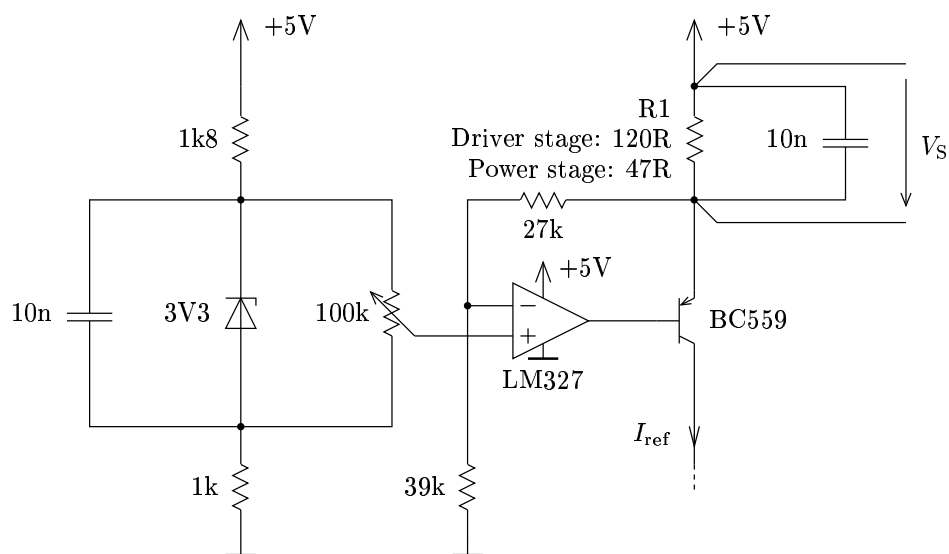 +5V
+5V
1k8
R1
Driver stage: 120R
Power stage: 47R
10n
V_S
27k
+5V
10n
3V3
100k
−
+
BC559
LM327
I_ref
1k
39k